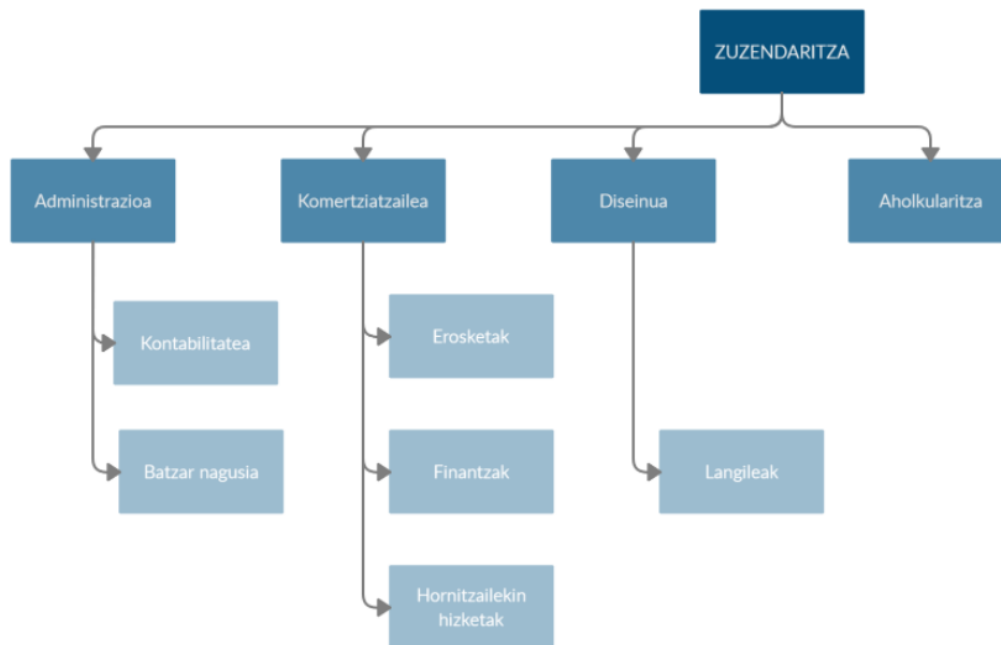 ZUZENDARITZA
Administrazioa
Komertziatzailea
Diseinua
Aholkularitza
Kontabilitatea
Erosketak
Batzar nagusia
Finantzak
Langileak
Hornitzailekin
hizketak